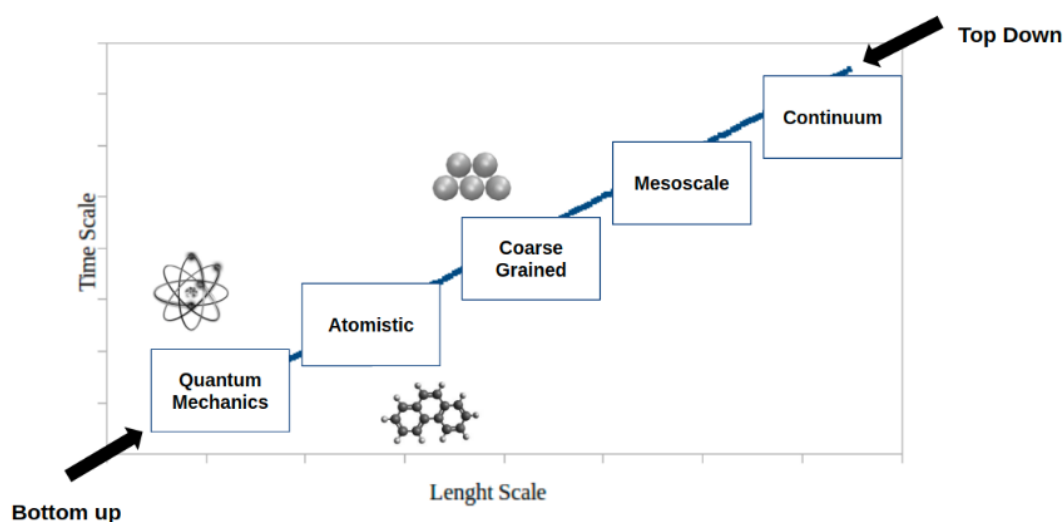 Top Down
Continuum
Mesoscale
Coarse
Grained
Time Scale
Atomistic
Quantum
Mechanics
Lenght Scale
Bottom up